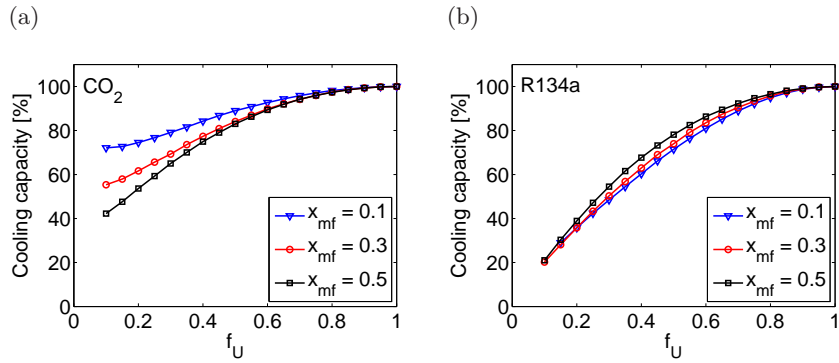 (a)
CO₂
Cooling capacity [%]
100
80
60
40
20
0
x_mf = 0.1
x_mf = 0.3
x_mf = 0.5
0 0.2 0.4 0.6 0.8 1
f_U
(b)
R134a
Cooling capacity [%]
100
80
60
40
20
0
x_mf = 0.1
x_mf = 0.3
x_mf = 0.5
0 0.2 0.4 0.6 0.8 1
f_U